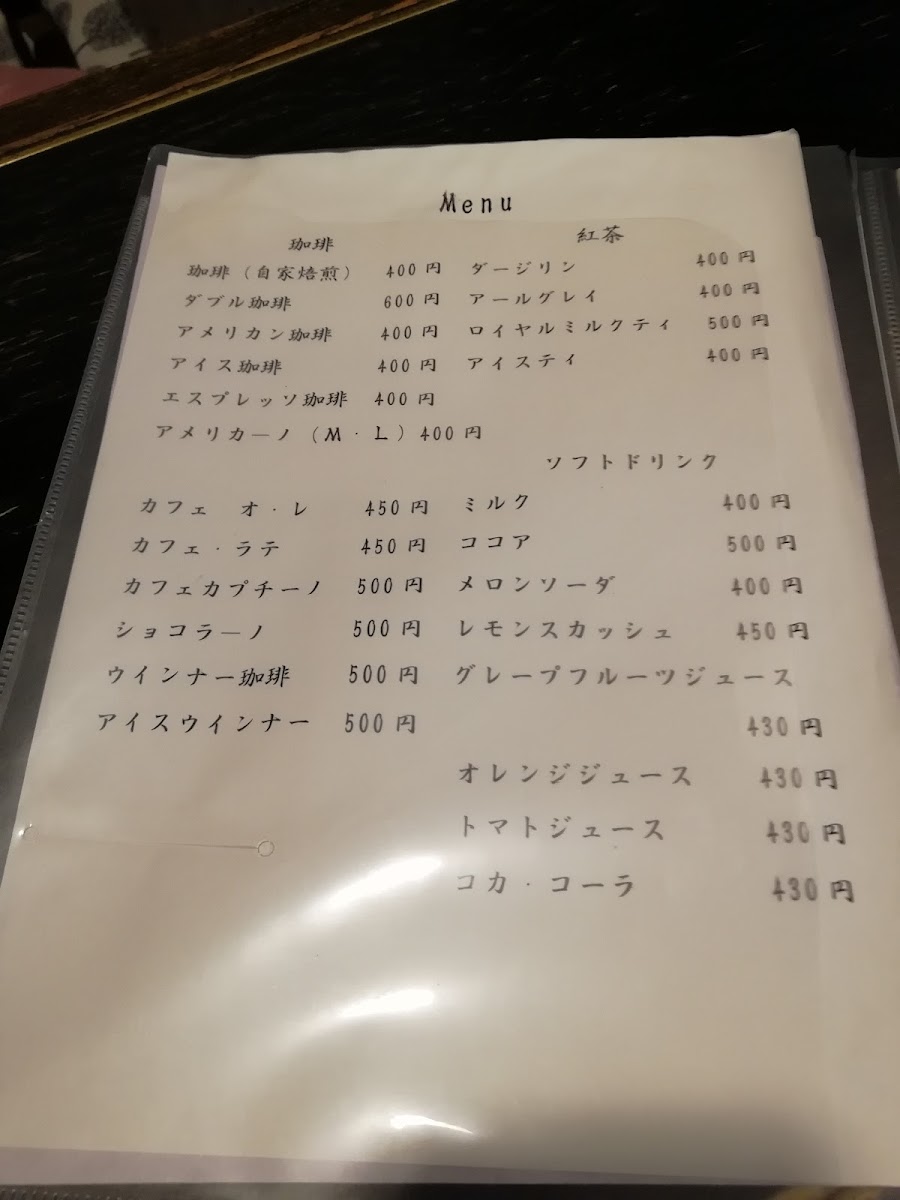 Menu
珈琲
珈琲（自家焙煎） 400円
ダブル珈琲 600円
アメリカン珈琲 400円
アイス珈琲 400円
エスプレッソ珈琲 400円
アメリカーノ（M・L）400円
カフェ オ・レ 450円
カフェ・ラテ 450円
カフェカプチーノ 500円
ショコラーノ 500円
ウインナー珈琲 500円
アイスウインナー 500円
紅茶
ダージリン 400円
アールグレイ 400円
ロイヤルミルクティ 500円
アイスティ 400円
ソフトドリンク
ミルク 400円
ココア 500円
メロンソーダ 400円
レモンスカッシュ 450円
グレープフルーツジュース
430円
オレンジジュース 430円
トマトジュース 430円
コカ・コーラ 430円